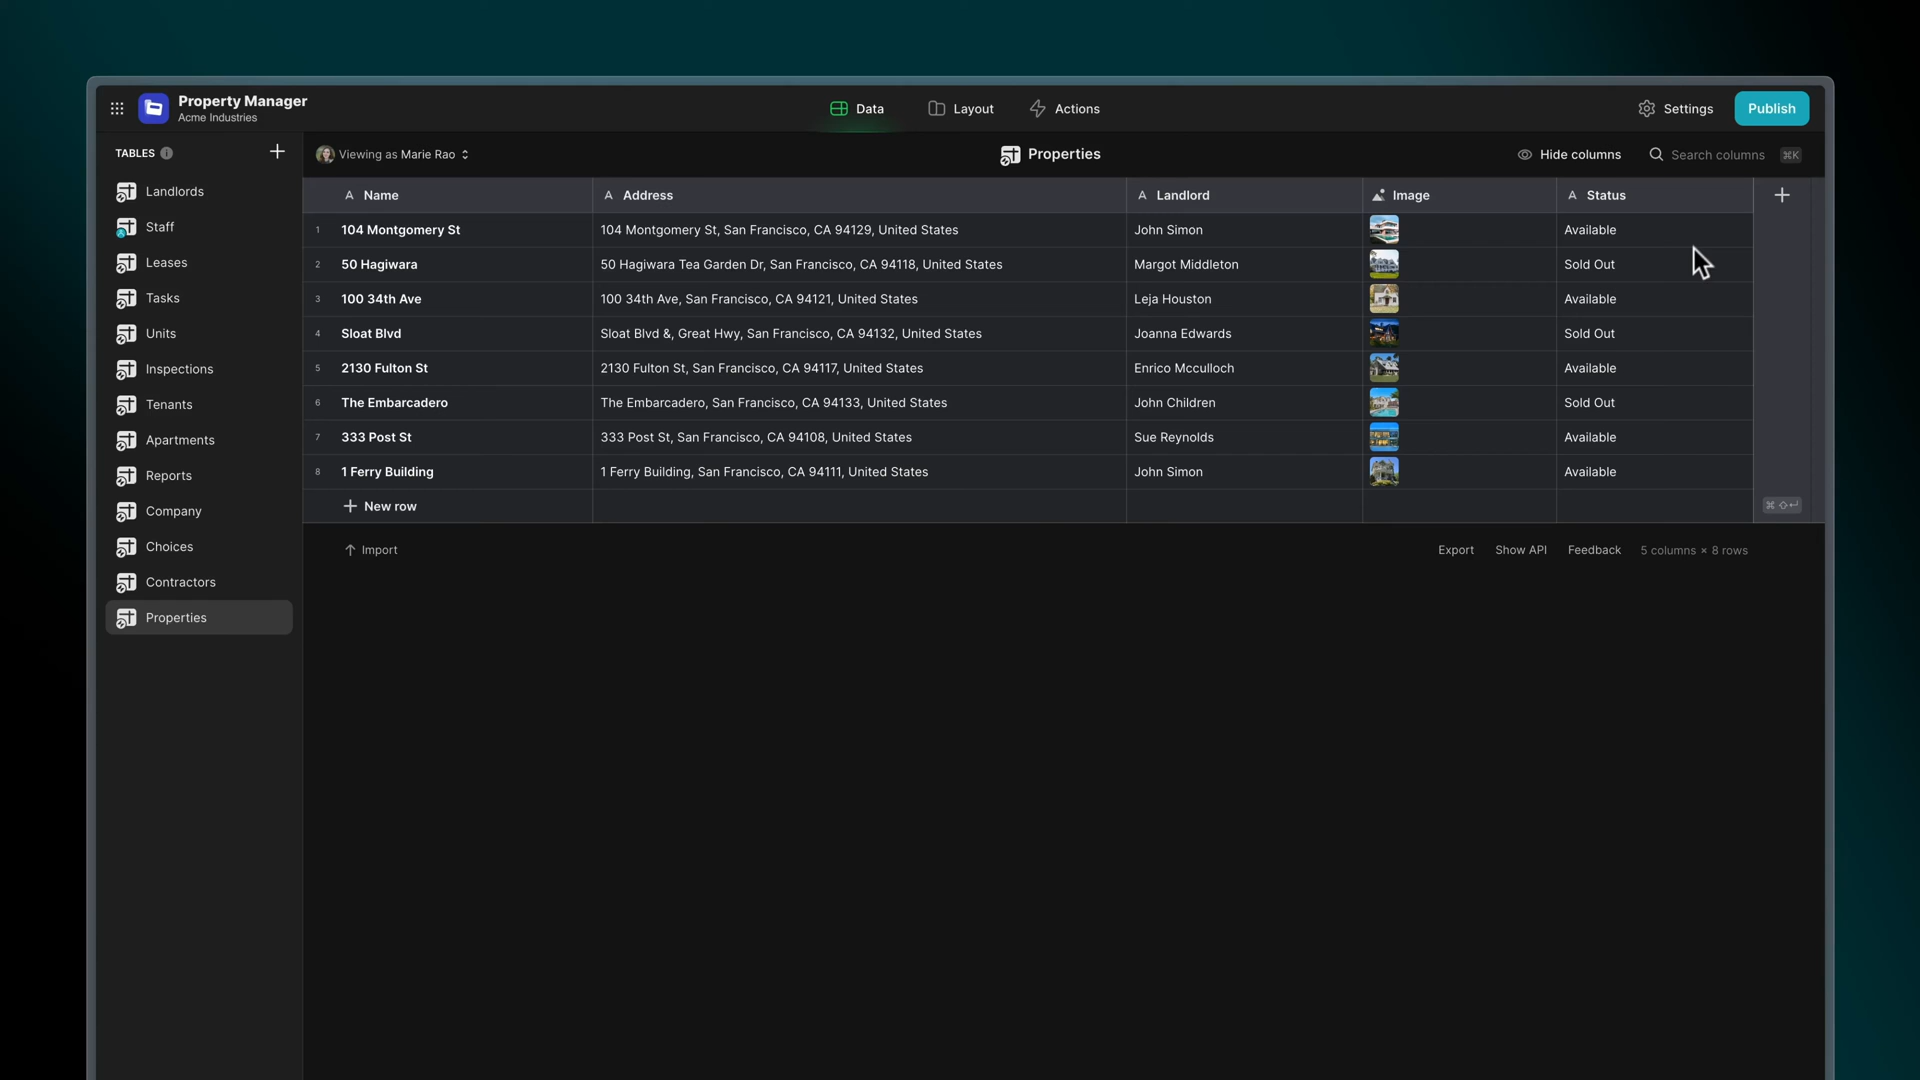 Property Manager
Acme Industries
Data Layout Actions
Settings Publish
TABLES
Viewing as Marie Rao
Properties
Hide columns Search columns ⌘K
Landlords
Staff
Leases
Tasks
Units
Inspections
Tenants
Apartments
Reports
Company
Choices
Contractors
Properties
Name Address Landlord Image Status
1 104 Montgomery St 104 Montgomery St, San Francisco, CA 94129, United States John Simon Available
2 50 Hagiwara 50 Hagiwara Tea Garden Dr, San Francisco, CA 94118, United States Margot Middleton Sold Out
3 100 34th Ave 100 34th Ave, San Francisco, CA 94121, United States Leja Houston Available
4 Sloat Blvd Sloat Blvd &, Great Hwy, San Francisco, CA 94132, United States Joanna Edwards Sold Out
5 2130 Fulton St 2130 Fulton St, San Francisco, CA 94117, United States Enrico Mcculloch Available
6 The Embarcadero The Embarcadero, San Francisco, CA 94133, United States John Children Sold Out
7 333 Post St 333 Post St, San Francisco, CA 94108, United States Sue Reynolds Available
8 1 Ferry Building 1 Ferry Building, San Francisco, CA 94111, United States John Simon Available
New row ⌘⇧↵
Import Export Show API Feedback 5 columns × 8 rows